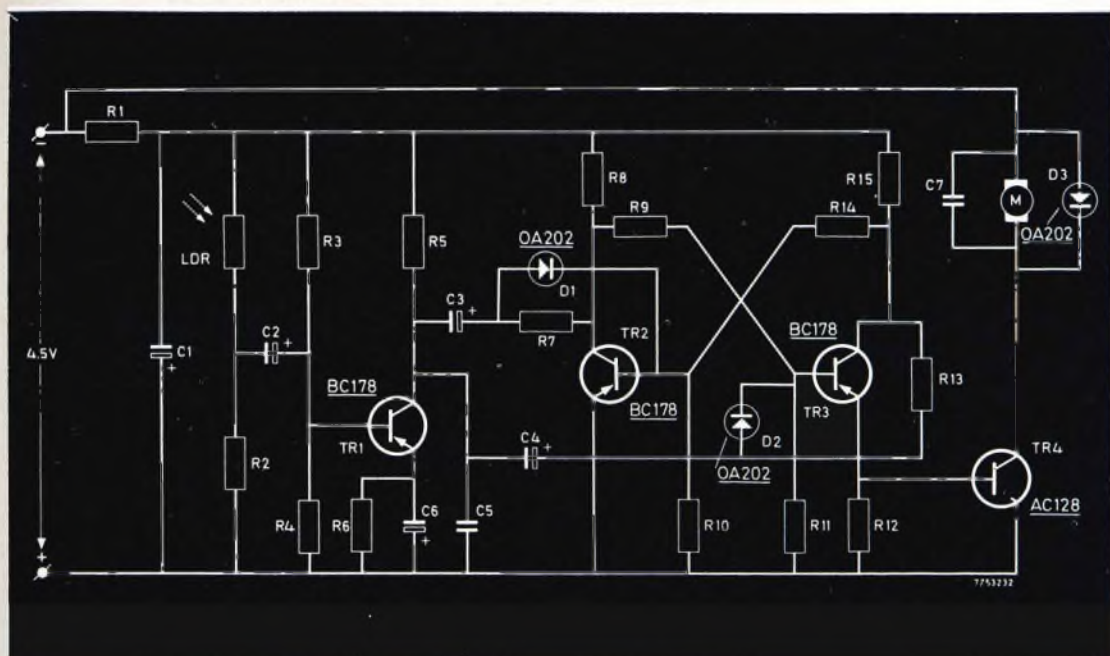 R1
R8
R15
C7
D3
M
OA202
R9
R14
LDR
R3
R5
OA202
D1
C3 +
R7
TR2
BC178
BC178
TR3
R13
4.5V
C1
+
C2 +
BC178
TR1
C4 +
D2
OA202
TR4
AC128
R2
R4
R6
C6
+
C5
R10
R11
R12
−
+
7753232